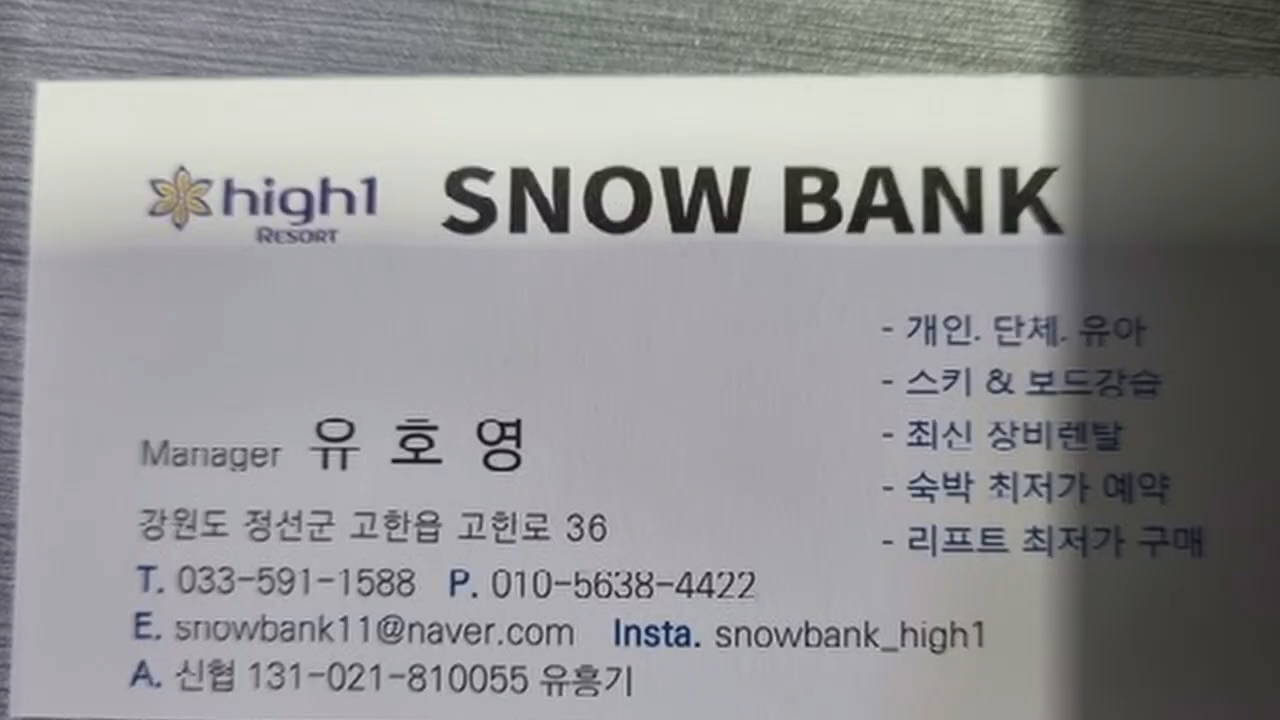 high1 RESORT SNOW BANK
- 개인. 단체. 유아
- 스키 & 보드강습
- 최신 장비렌탈
- 숙박 최저가 예약
- 리프트 최저가 구매
Manager 유 호 영
강원도 정선군 고한읍 고한로 36
T. 033-591-1588 P. 010-5638-4422
E. snowbank11@naver.com Insta. snowbank_high1
A. 신협 131-021-810055 유흥기